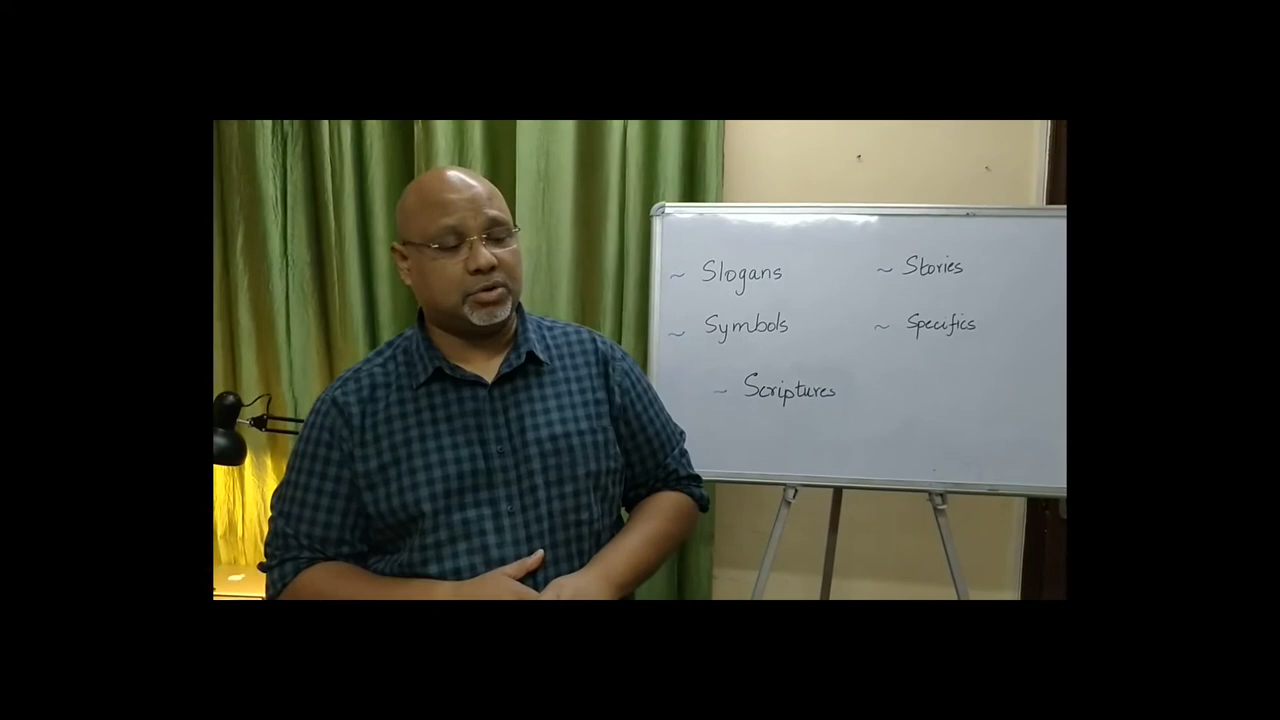 ~ Slogans
~ Stories
~ Symbols
~ Specifics
~ Scriptures